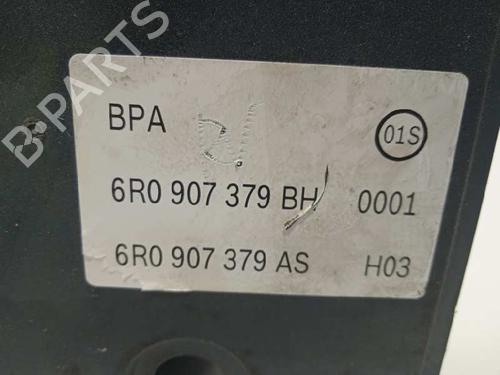 BPA 01S
6R0 907 379 BH 0001
6R0 907 379 AS H03
B-PARTS